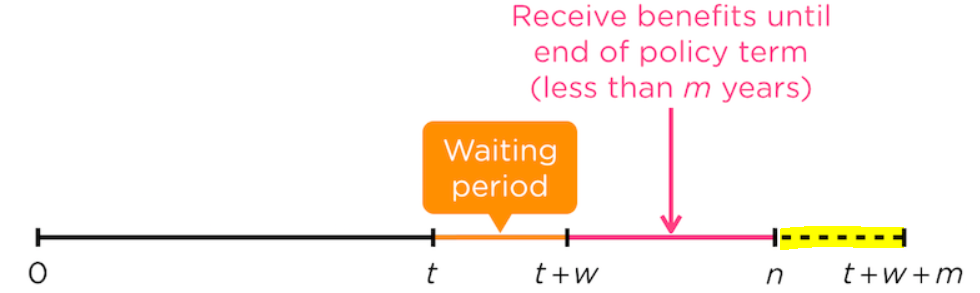 Receive benefits until
end of policy term
(less than m years)
Waiting
period
0 t t+w n t+w+m